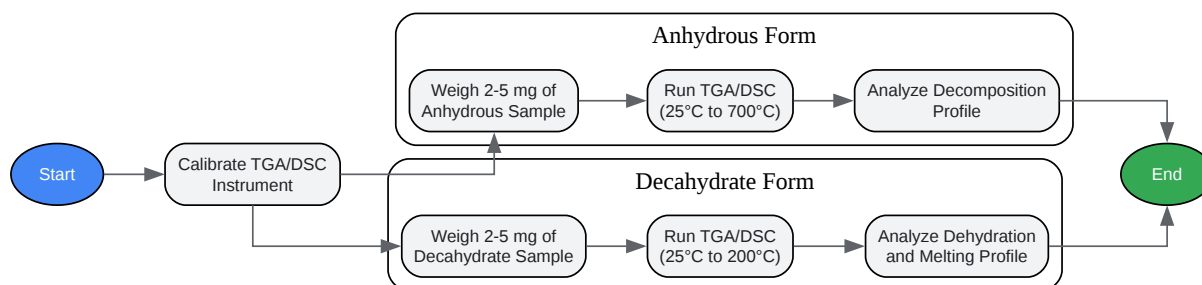 Anhydrous Form
Weigh 2-5 mg of
Anhydrous Sample
Run TGA/DSC
(25°C to 700°C)
Analyze Decomposition
Profile
Start
Calibrate TGA/DSC
Instrument
End
Decahydrate Form
Weigh 2-5 mg of
Decahydrate Sample
Run TGA/DSC
(25°C to 200°C)
Analyze Dehydration
and Melting Profile